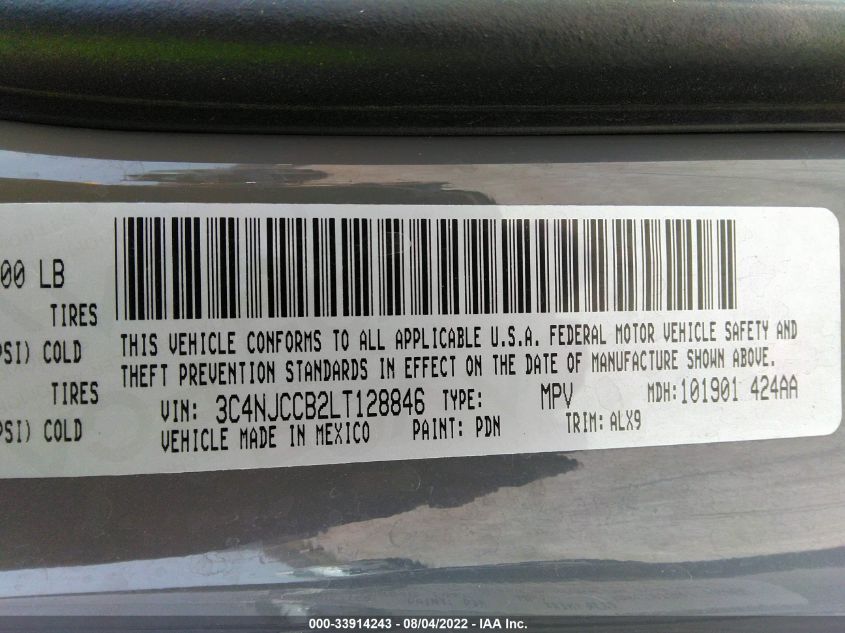 00 LB
TIRES
PSI) COLD
TIRES
PSI) COLD
THIS VEHICLE CONFORMS TO ALL APPLICABLE U.S.A. FEDERAL MOTOR VEHICLE SAFETY AND
THEFT PREVENTION STANDARDS IN EFFECT ON THE DATE OF MANUFACTURE SHOWN ABOVE.
VIN: 3C4NJCCB2LT128846 TYPE: MPV MDH:101901 424AA
VEHICLE MADE IN MEXICO PAINT: PDN TRIM: ALX9
000-33914243 - 08/04/2022 - IAA Inc.